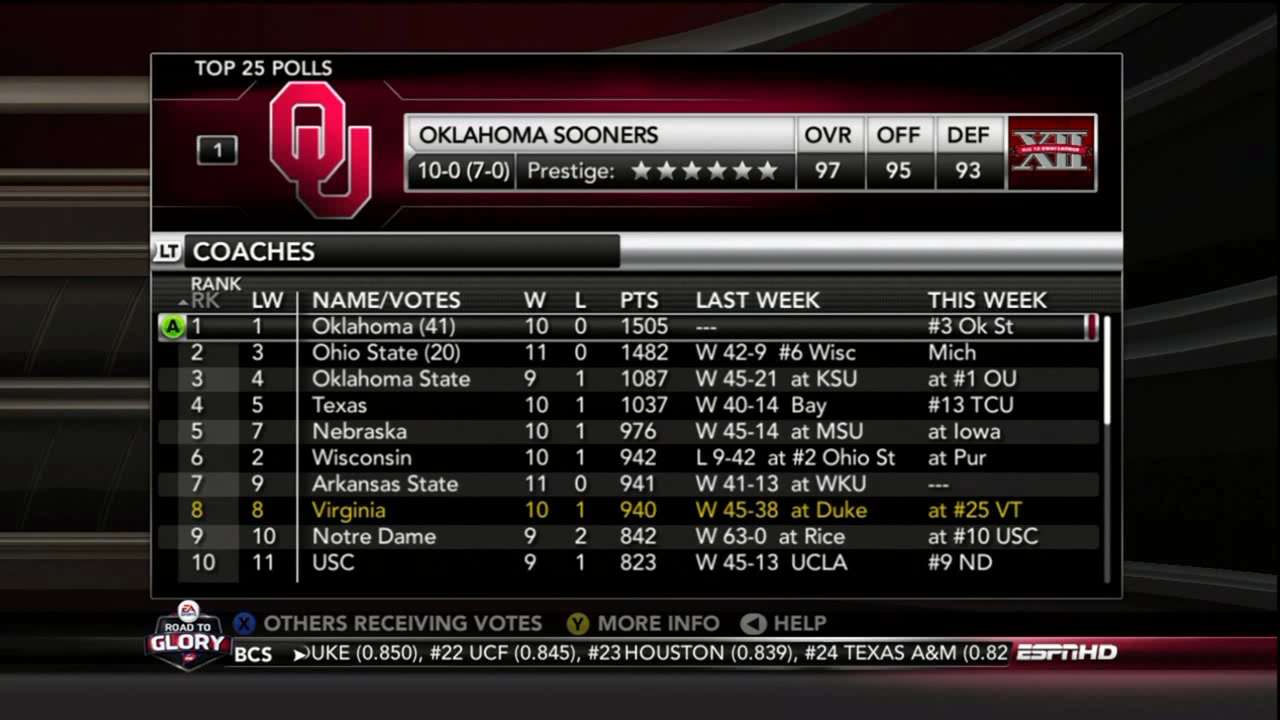 TOP 25 POLLS
1
OU
OKLAHOMA SOONERS OVR OFF DEF
10-0 (7-0) Prestige: ★★★★★★ 97 95 93
XII
BIG 12 CONFERENCE
LT COACHES
RANK
RK LW NAME/VOTES W L PTS LAST WEEK THIS WEEK
A 1 1 Oklahoma (41) 10 0 1505 --- #3 Ok St
2 3 Ohio State (20) 11 0 1482 W 42-9 #6 Wisc Mich
3 4 Oklahoma State 9 1 1087 W 45-21 at KSU at #1 OU
4 5 Texas 10 1 1037 W 40-14 Bay #13 TCU
5 7 Nebraska 10 1 976 W 45-14 at MSU at Iowa
6 2 Wisconsin 10 1 942 L 9-42 at #2 Ohio St at Pur
7 9 Arkansas State 11 0 941 W 41-13 at WKU ---
8 8 Virginia 10 1 940 W 45-38 at Duke at #25 VT
9 10 Notre Dame 9 2 842 W 63-0 at Rice at #10 USC
10 11 USC 9 1 823 W 45-13 UCLA #9 ND
EA SPORTS
ROAD TO
GLORY
X OTHERS RECEIVING VOTES Y MORE INFO HELP
BCS UKE (0.850), #22 UCF (0.845), #23 HOUSTON (0.839), #24 TEXAS A&M (0.82 ESPNHD